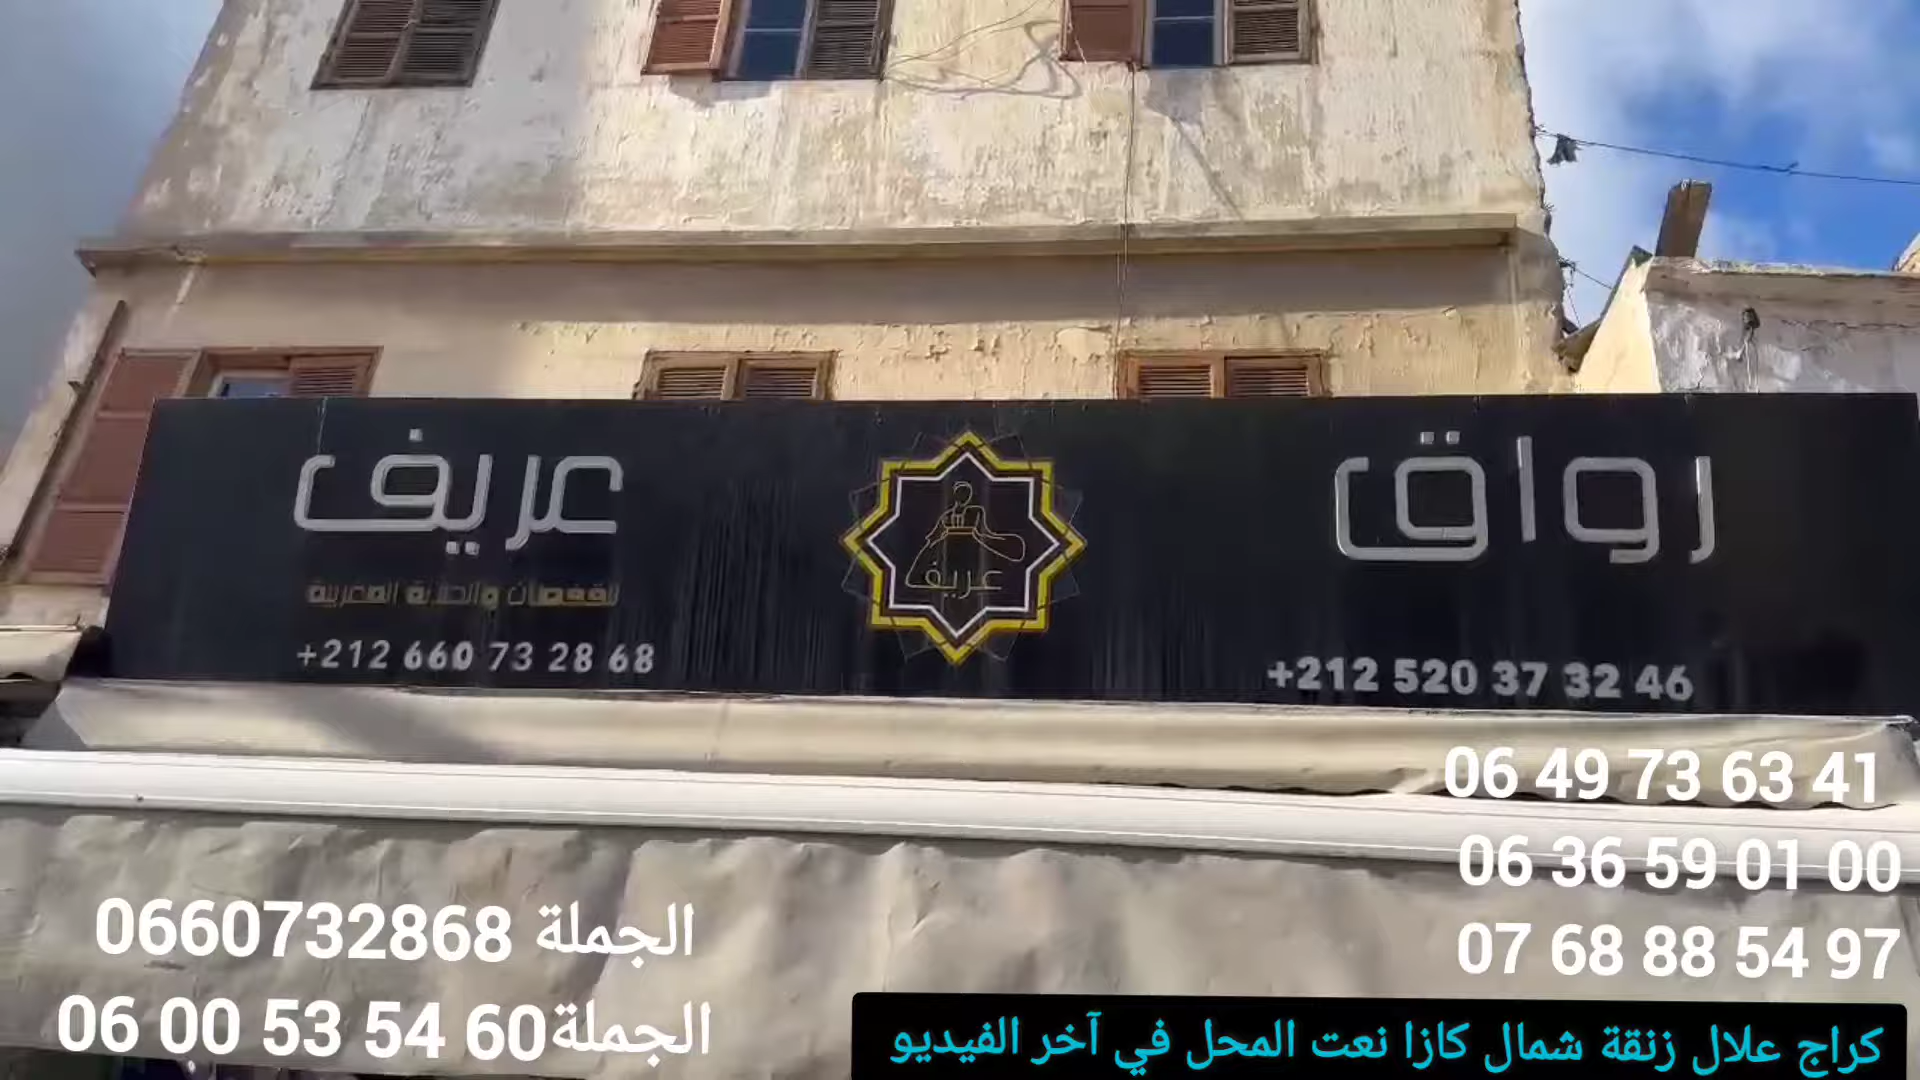 رواق عريف
عريف
للقفطان والجلابة المغربية
+212 660 73 28 68
+212 520 37 32 46
06 49 73 63 41
06 36 59 01 00
07 68 88 54 97
0660732868 الجملة
06 00 53 54 60الجملة
كراج علال زنقة شمال كازا نعت المحل في آخر الفيديو